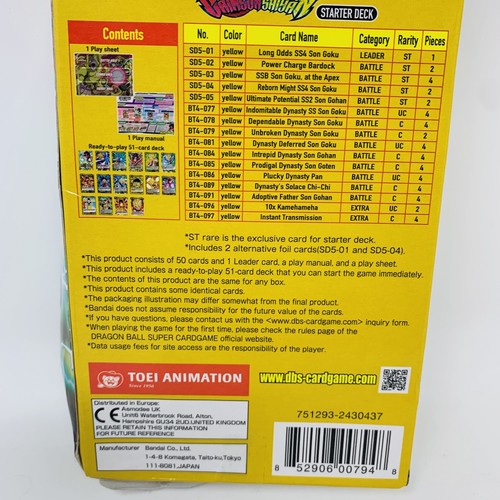 CRIMSON SAIYAN
STARTER DECK
Contents
1 Play sheet
1 Play manual
Ready-to-play 51-card deck
No. Color Card Name Category Rarity Pieces
SD5-01 yellow Long Odds SS4 Son Goku LEADER ST 1
SD5-02 yellow Power Charge Bardock BATTLE ST 2
SD5-03 yellow SSB Son Goku, at the Apex BATTLE ST 4
SD5-04 yellow Reborn Might SS4 Son Goku BATTLE ST 2
SD5-05 yellow Ultimate Potential SS2 Son Gohan BATTLE ST 2
BT4-077 yellow Indomitable Dynasty SS Son Goku BATTLE UC 4
BT4-078 yellow Dependable Dynasty Son Goku BATTLE C 4
BT4-079 yellow Unbroken Dynasty Son Goku BATTLE C 2
BT4-081 yellow Dynasty Deferred Son Goku BATTLE UC 4
BT4-084 yellow Intrepid Dynasty Son Gohan BATTLE C 4
BT4-085 yellow Prodigal Dynasty Son Goten BATTLE C 4
BT4-086 yellow Plucky Dynasty Pan BATTLE UC 4
BT4-089 yellow Dynasty's Solace Chi-Chi BATTLE C 4
BT4-091 yellow Adoptive Father Son Gohan BATTLE C 4
BT4-096 yellow 10x Kamehameha EXTRA UC 2
BT4-097 yellow Instant Transmission EXTRA C 4
*ST rare is the exclusive card for starter deck.
*Includes 2 alternative foil cards(SD5-01 and SD5-04).
*This product consists of 50 cards and 1 Leader card, a play manual, and a play sheet.
*This product includes a ready-to-play 51-card deck that you can start the game immediately.
*The contents of this product are the same for any box.
*This product contains some identical cards.
*The packaging illustration may differ somewhat from the final product.
*Bandai does not assume responsibility for the future value of the cards.
*If you have questions, please contact us with the <www.dbs-cardgame.com> inquiry form.
*When playing the game for the first time, please check the rules page of the
DRAGON BALL SUPER CARDGAME official website.
*Data usage fees for site access are the responsibility of the player.
TOEI ANIMATION
Since 1956
www.dbs-cardgame.com
Distributed in Europe:
Asmodee UK
Unit6 Waterbrook Road, Alton,
Hampshire GU34 2UD.UNITED KINGDOM
PLEASE RETAIN THIS INFORMATION
FOR FUTURE REFERENCE
CE
Manufacturer Bandai Co., Ltd.
1-4-8 Komagata, Taito-ku, Tokyo
111-8081,JAPAN
751293-2430437
8 52906 00794 8